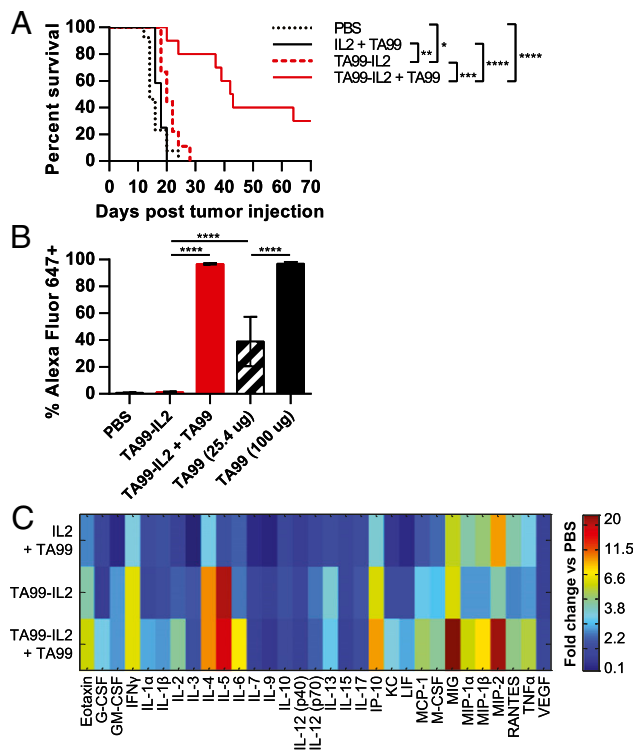 A
Percent survival
100
80
60
40
20
0
0 10 20 30 40 50 60 70
Days post tumor injection
PBS
IL2 + TA99
TA99-IL2
TA99-IL2 + TA99
** * *** **** ****
B
% Alexa Fluor 647+
100
80
60
40
20
0
****
**** ****
PBS
TA99-IL2
TA99-IL2 + TA99
TA99 (25.4 ug)
TA99 (100 ug)
C
IL2
+ TA99
TA99-IL2
TA99-IL2
+ TA99
Eotaxin
G-CSF
GM-CSF
IFNγ
IL-1α
IL-1β
IL-2
IL-3
IL-4
IL-5
IL-6
IL-7
IL-9
IL-10
IL-12 (p40)
IL-12 (p70)
IL-13
IL-15
IL-17
IP-10
KC
LIF
MCP-1
M-CSF
MIG
MIP-1α
MIP-1β
MIP-2
RANTES
TNFα
VEGF
20
11.5
6.6
3.8
2.2
0.1
Fold change vs PBS